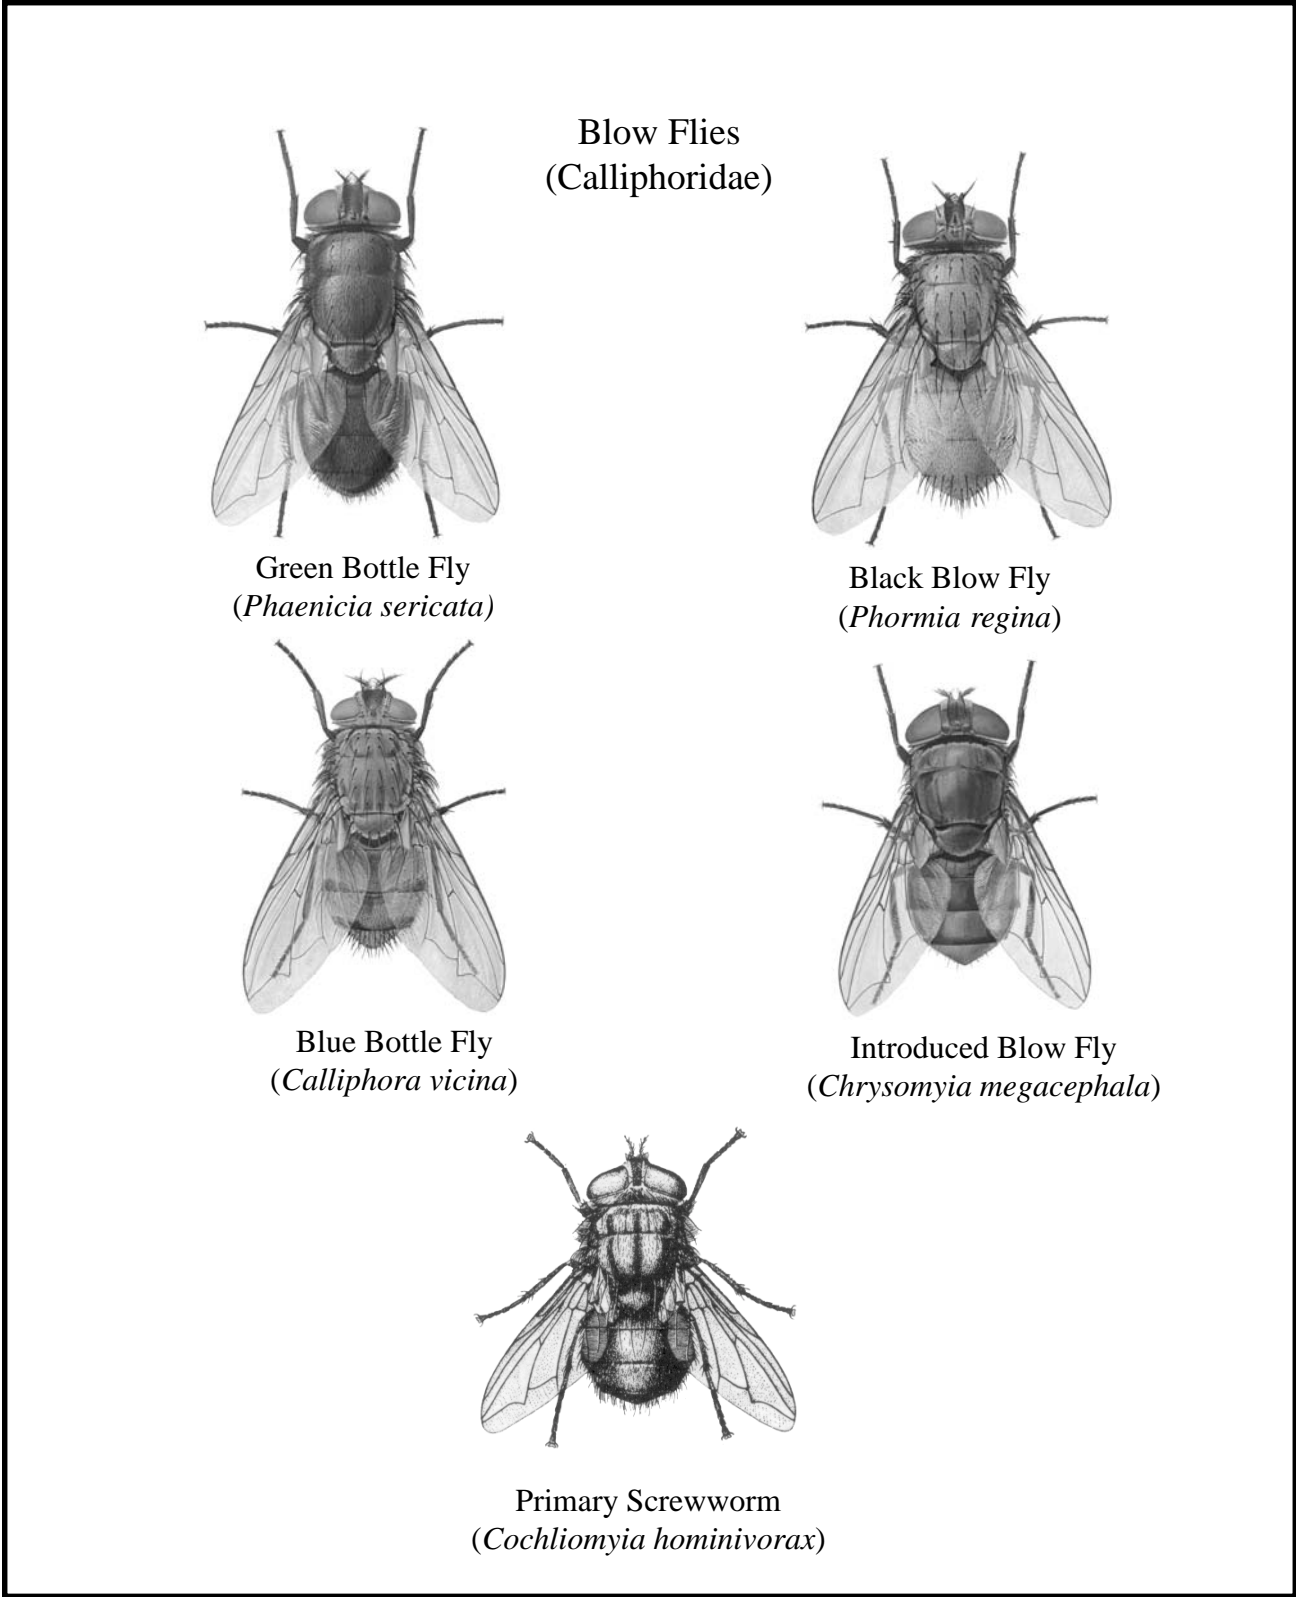 Blow Flies
(Calliphoridae)
Green Bottle Fly
(Phaenicia sericata)
Black Blow Fly
(Phormia regina)
Blue Bottle Fly
(Calliphora vicina)
Introduced Blow Fly
(Chrysomyia megacephala)
Primary Screwworm
(Cochliomyia hominivorax)